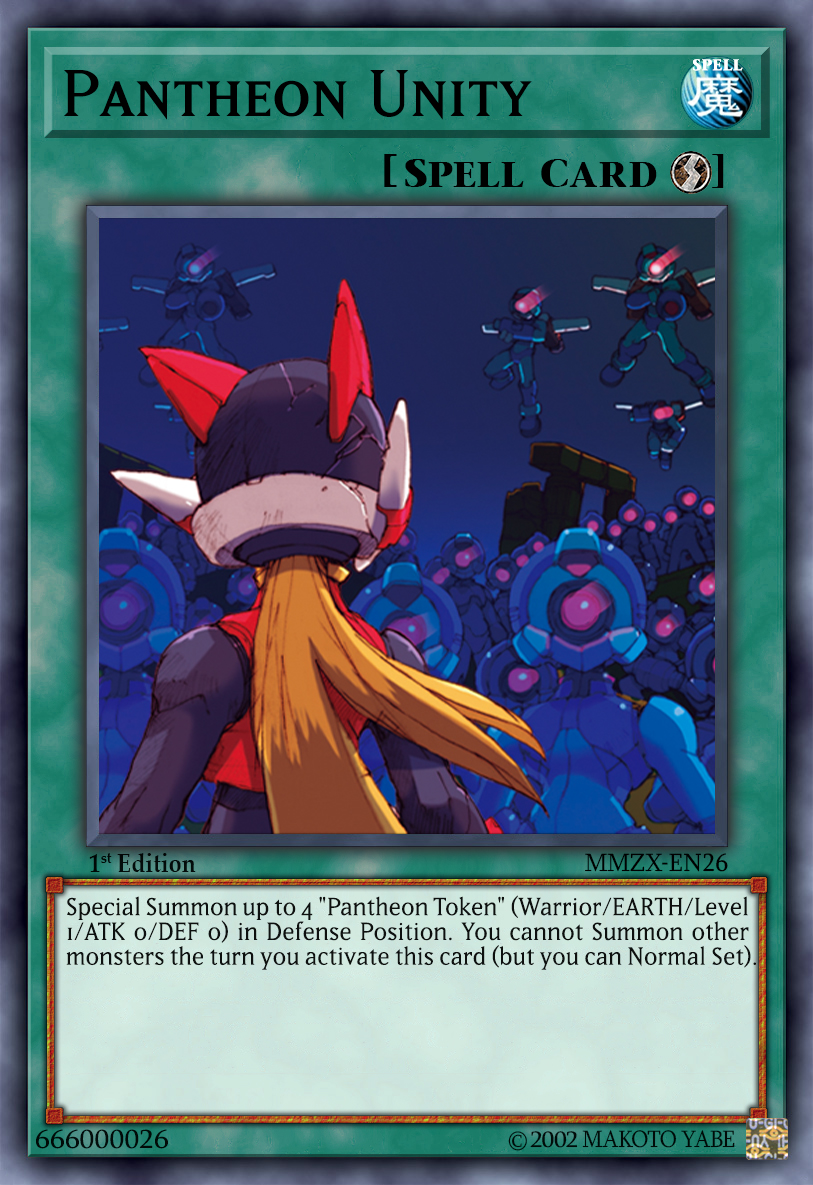 Pantheon Unity
SPELL
魔
[Spell Card ]
1st Edition
MMZX-EN26
Special Summon up to 4 "Pantheon Token" (Warrior/EARTH/Level
1/ATK 0/DEF 0) in Defense Position. You cannot Summon other
monsters the turn you activate this card (but you can Normal Set).
666000026
©2002 MAKOTO YABE